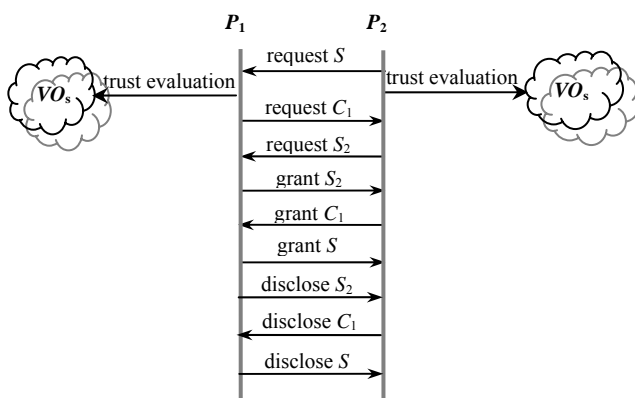 P₁ P₂
request S
trust evaluation trust evaluation
VOₛ VOₛ
request C₁
request S₂
grant S₂
grant C₁
grant S
disclose S₂
disclose C₁
disclose S